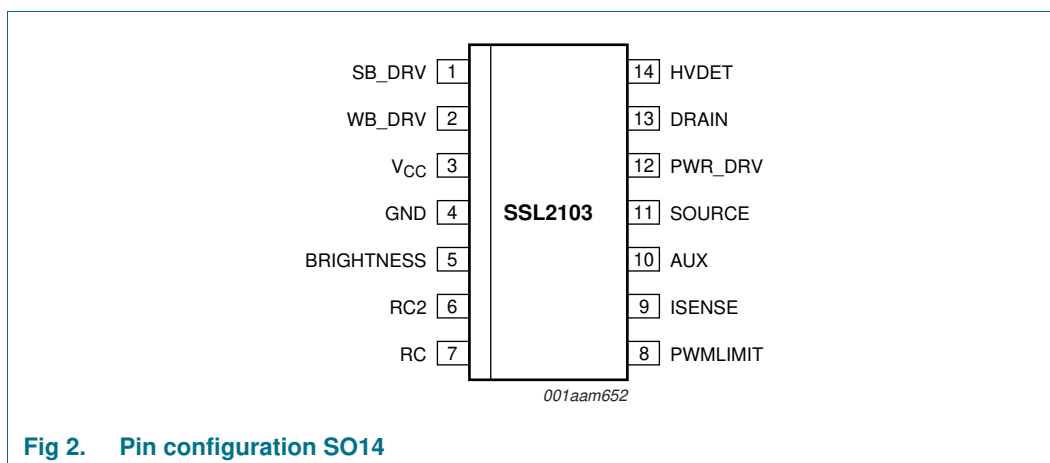 SB_DRV 1
WB_DRV 2
VCC 3
GND 4
BRIGHTNESS 5
RC2 6
RC 7
SSL2103
14 HVDET
13 DRAIN
12 PWR_DRV
11 SOURCE
10 AUX
9 ISENSE
8 PWMLIMIT
001aam652
Fig 2. Pin configuration SO14